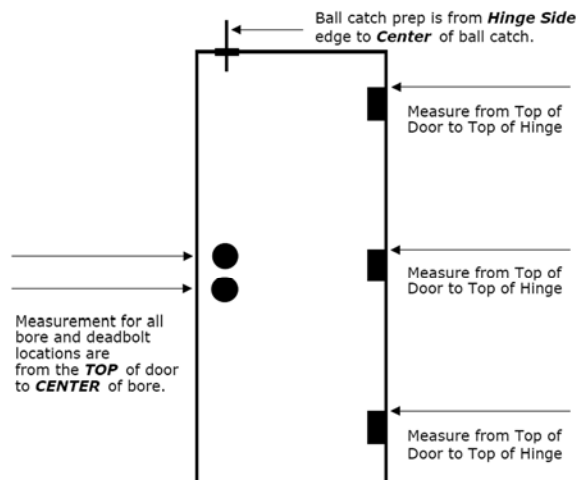 Ball catch prep is from Hinge Side
edge to Center of ball catch.
Measure from Top of
Door to Top of Hinge
Measure from Top of
Door to Top of Hinge
Measurement for all
bore and deadbolt
locations are
from the TOP of door
to CENTER of bore.
Measure from Top of
Door to Top of Hinge